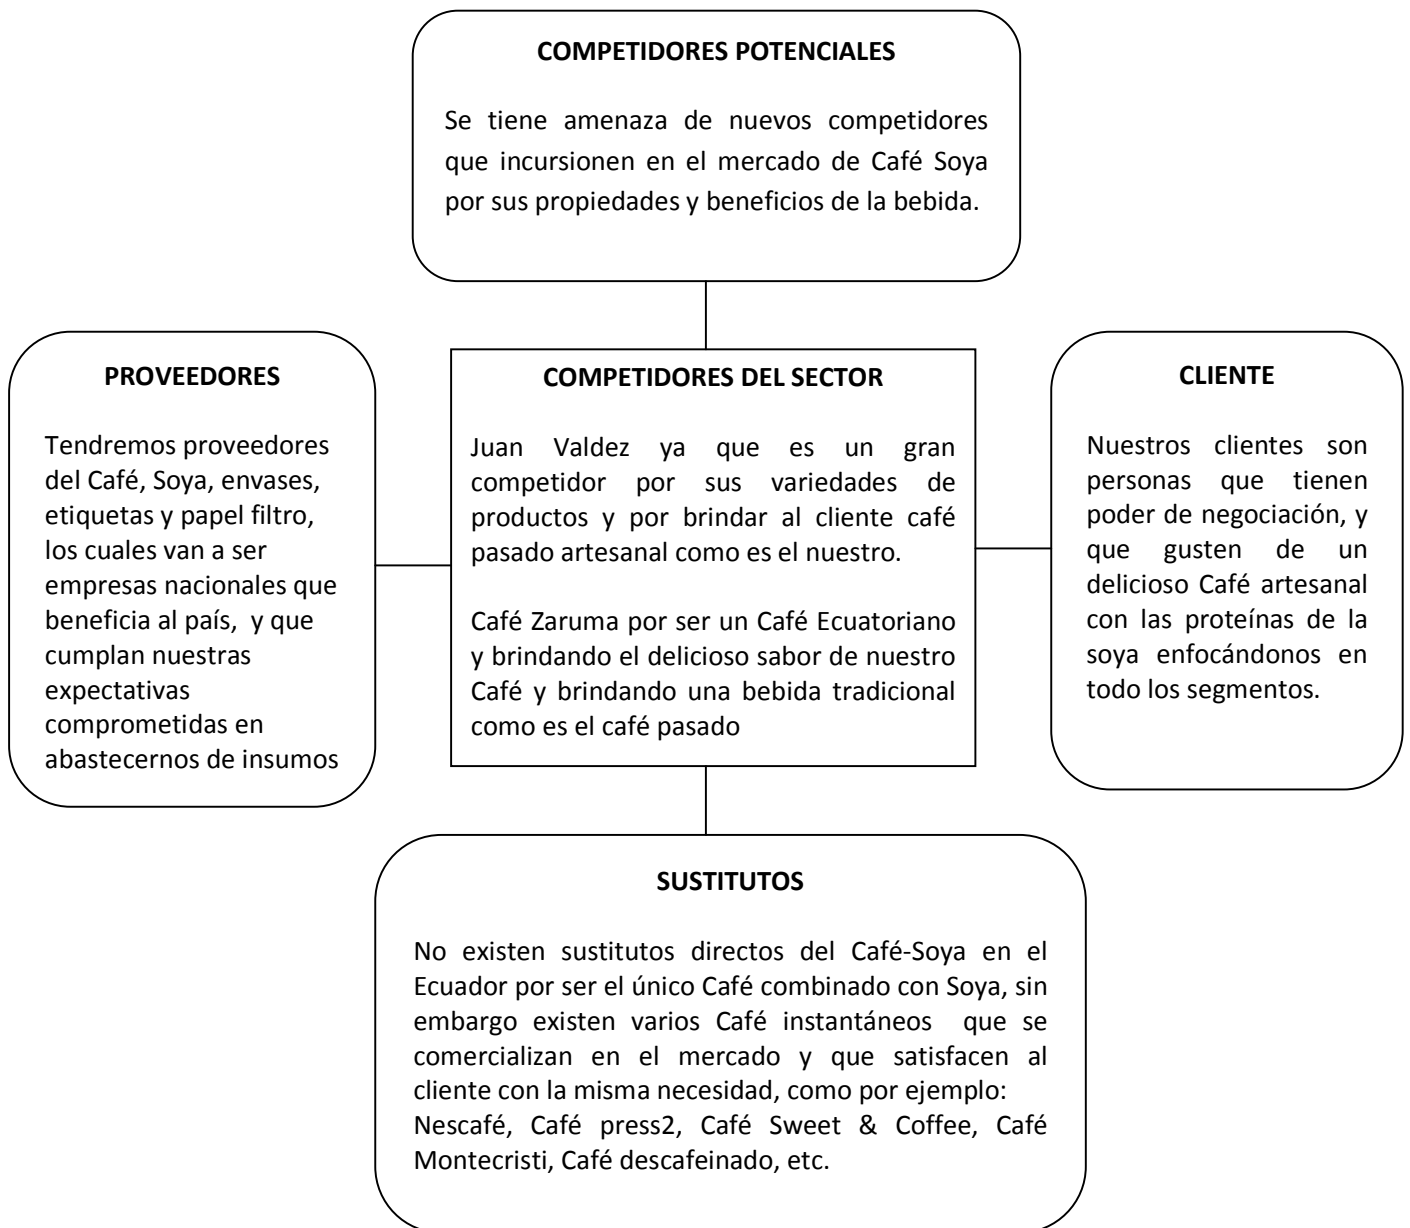 COMPETIDORES POTENCIALES
Se tiene amenaza de nuevos competidores
que incursionen en el mercado de Café Soya
por sus propiedades y beneficios de la bebida.
PROVEEDORES
Tendremos proveedores
del Café, Soya, envases,
etiquetas y papel filtro,
los cuales van a ser
empresas nacionales que
beneficia al país, y que
cumplan nuestras
expectativas
comprometidas en
abastecernos de insumos
COMPETIDORES DEL SECTOR
Juan Valdez ya que es un gran
competidor por sus variedades de
productos y por brindar al cliente café
pasado artesanal como es el nuestro.
Café Zaruma por ser un Café Ecuatoriano
y brindando el delicioso sabor de nuestro
Café y brindando una bebida tradicional
como es el café pasado
CLIENTE
Nuestros clientes son
personas que tienen
poder de negociación, y
que gusten de un
delicioso Café artesanal
con las proteínas de la
soya enfocándonos en
todo los segmentos.
SUSTITUTOS
No existen sustitutos directos del Café-Soya en el
Ecuador por ser el único Café combinado con Soya, sin
embargo existen varios Café instantáneos que se
comercializan en el mercado y que satisfacen al
cliente con la misma necesidad, como por ejemplo:
Nescafé, Café press2, Café Sweet & Coffee, Café
Montecristi, Café descafeinado, etc.